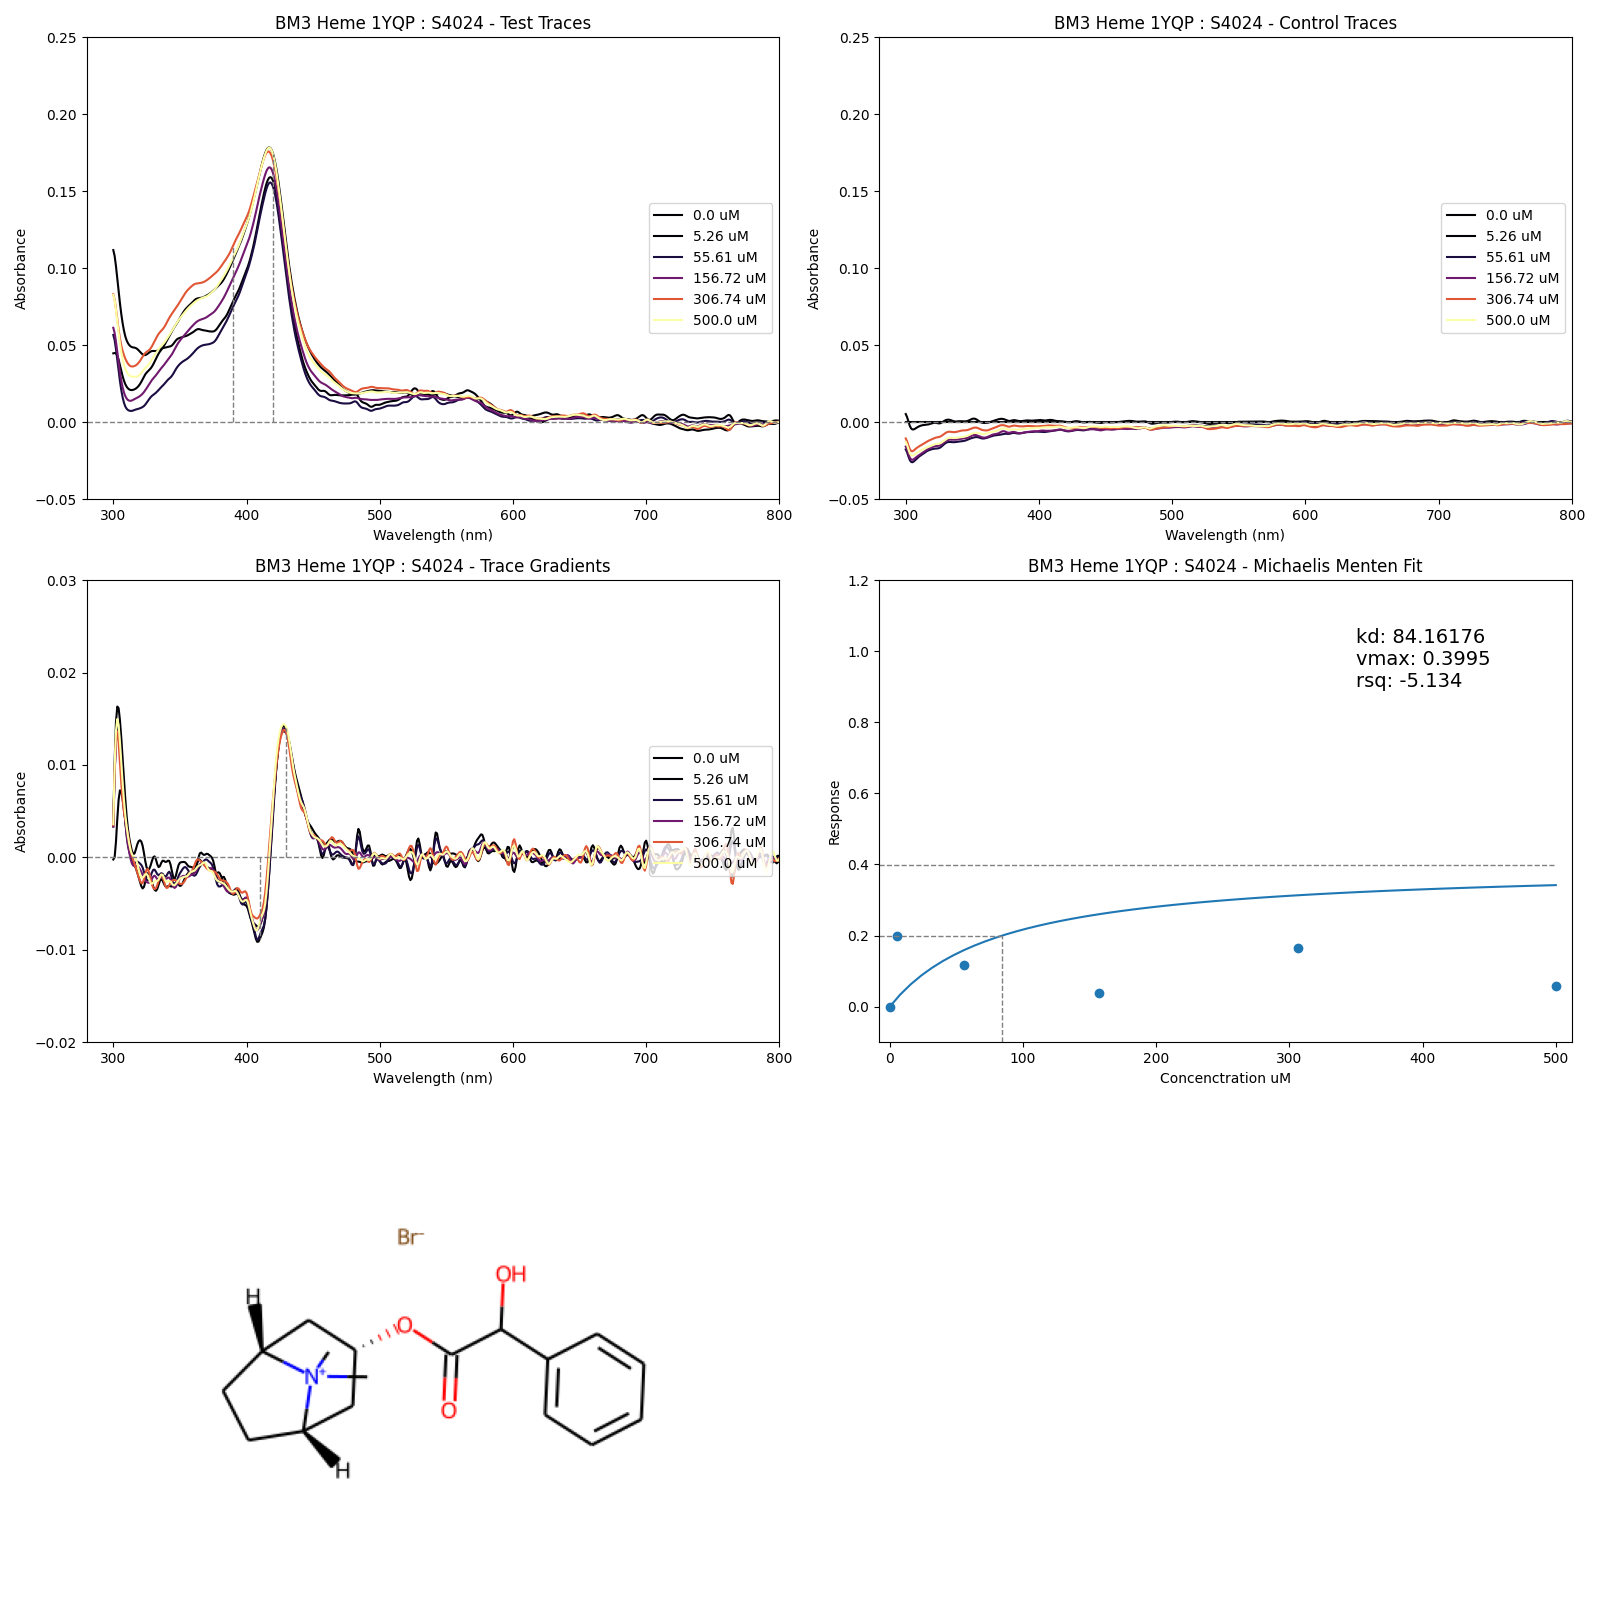 BM3 Heme 1YQP : S4024 - Test Traces
0.25
0.20
0.15
0.10
0.05
0.00
−0.05
Absorbance
300
400
500
600
700
800
Wavelength (nm)
0.0 uM
5.26 uM
55.61 uM
156.72 uM
306.74 uM
500.0 uM
BM3 Heme 1YQP : S4024 - Control Traces
0.25
0.20
0.15
0.10
0.05
0.00
−0.05
Absorbance
300
400
500
600
700
800
Wavelength (nm)
0.0 uM
5.26 uM
55.61 uM
156.72 uM
306.74 uM
500.0 uM
BM3 Heme 1YQP : S4024 - Trace Gradients
0.03
0.02
0.01
0.00
−0.01
−0.02
Absorbance
300
400
500
600
700
800
Wavelength (nm)
0.0 uM
5.26 uM
55.61 uM
156.72 uM
306.74 uM
500.0 uM
BM3 Heme 1YQP : S4024 - Michaelis Menten Fit
1.2
1.0
0.8
0.6
0.4
0.2
0.0
Response
kd: 84.16176
vmax: 0.3995
rsq: -5.134
0
100
200
300
400
500
Concenctration uM
Br⁻
OH
H
O
N⁺
O
H